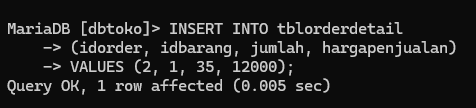 MariaDB [dbtoko]> INSERT INTO tblorderdetail
    -> (idorder, idbarang, jumlah, hargapenjualan)
    -> VALUES (2, 1, 35, 12000);
Query OK, 1 row affected (0.005 sec)